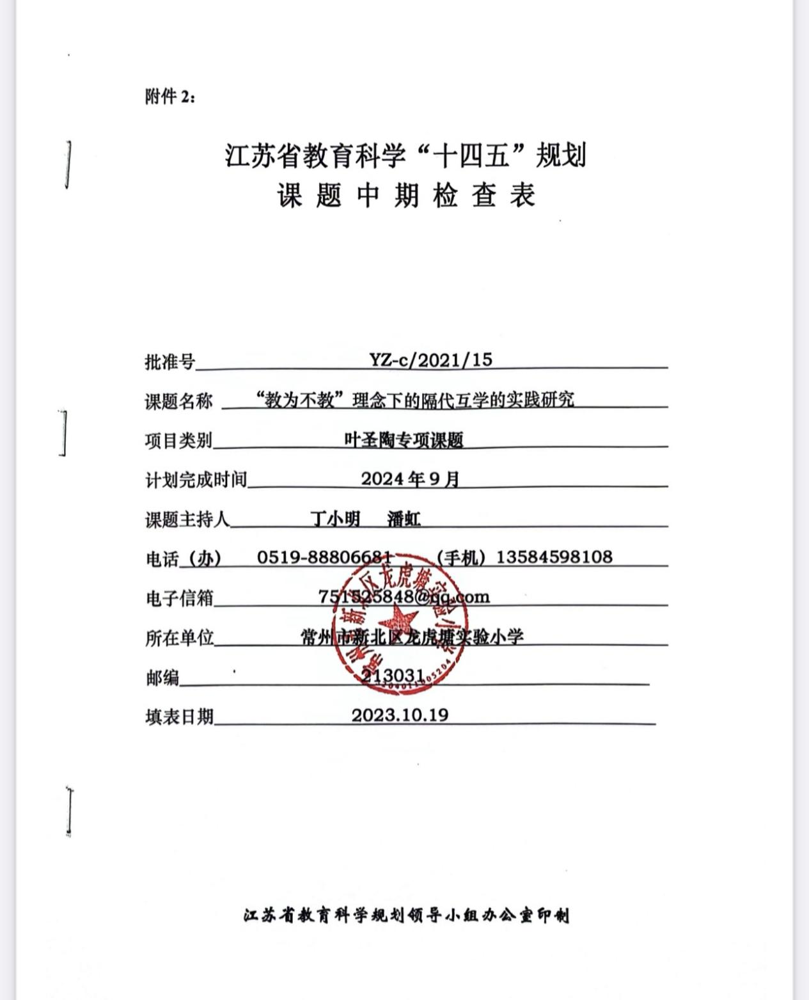 附件 2：
江苏省教育科学“十四五”规划
课题中期检查表
批准号 YZ-c/2021/15
课题名称 “教为不教”理念下的隔代互学的实践研究
项目类别 叶圣陶专项课题
计划完成时间 2024 年 9 月
课题主持人 丁小明 潘虹
电话（办） 0519-88806681 （手机）13584598108
电子信箱 751525848@qq.com
所在单位 常州市新北区龙虎塘实验小学
邮编 213031
填表日期 2023.10.19
常州市新北区龙虎塘实验小学
江苏省教育科学规划领导小组办公室印制